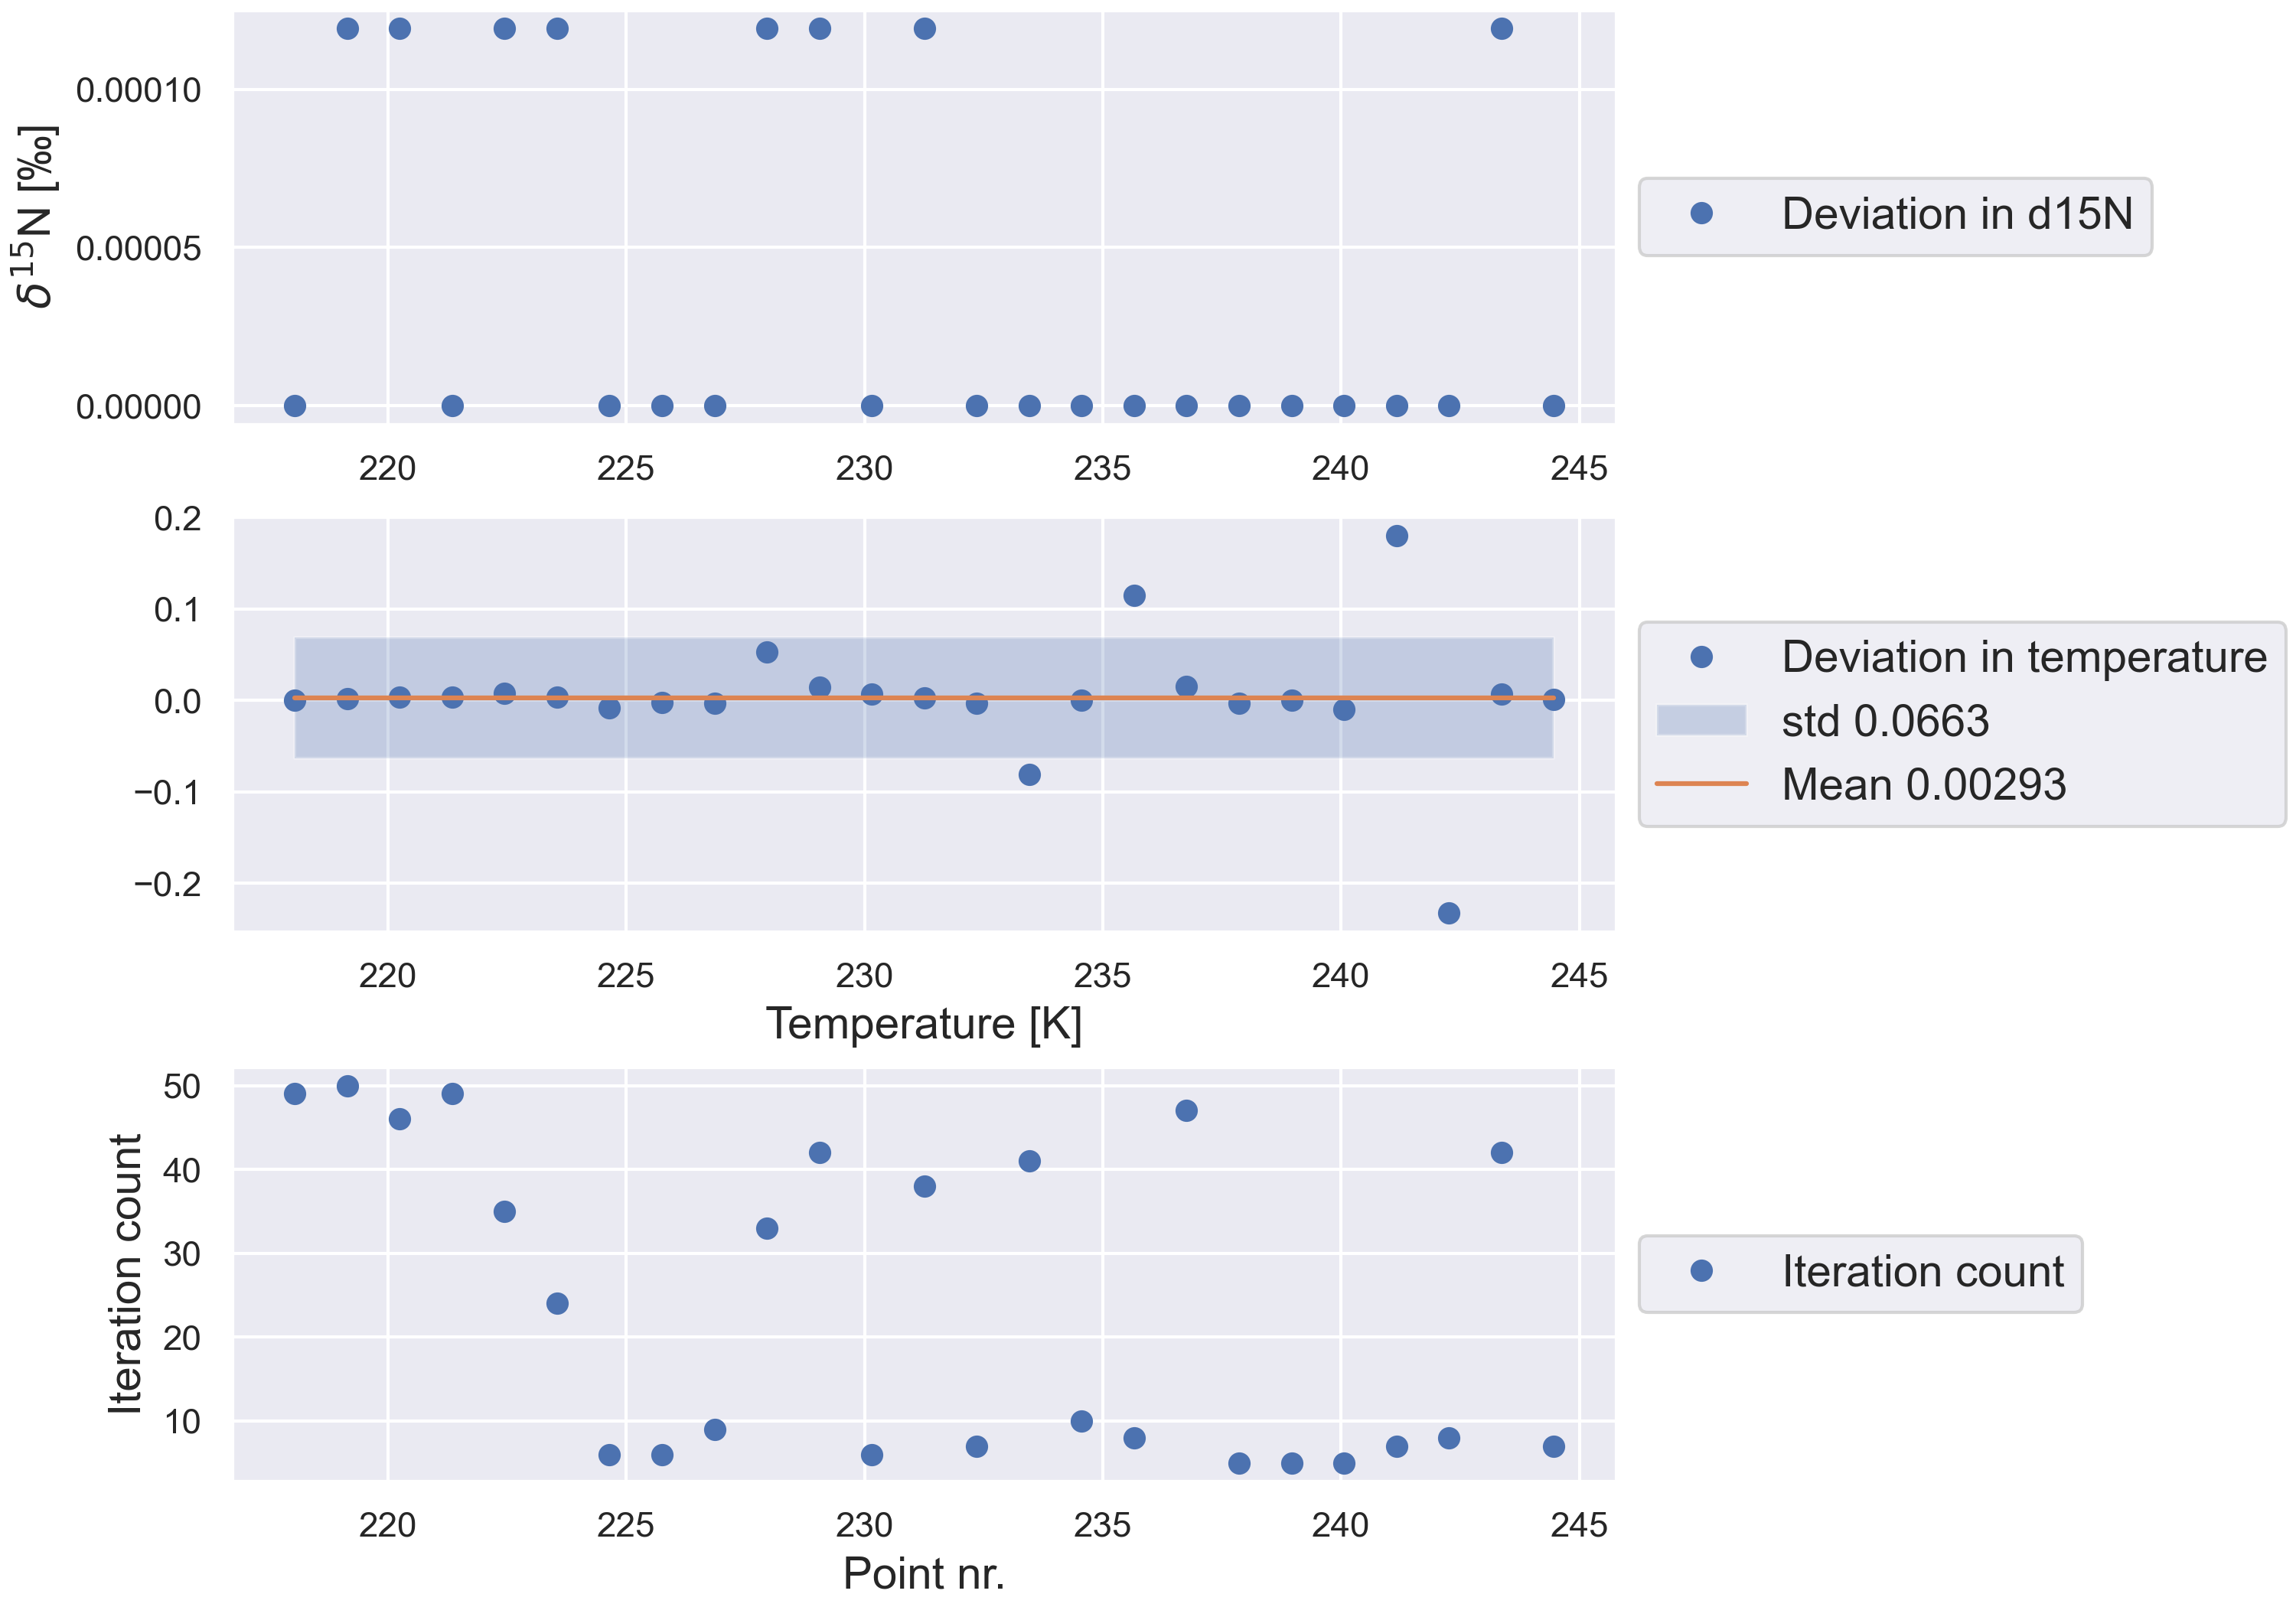 δ¹⁵N [‰]
0.00010
0.00005
0.00000
220 225 230 235 240 245
Deviation in d15N
0.2
0.1
0.0
−0.1
−0.2
220 225 230 235 240 245
Temperature [K]
Deviation in temperature
std 0.0663
Mean 0.00293
Iteration count
50
40
30
20
10
220 225 230 235 240 245
Point nr.
Iteration count